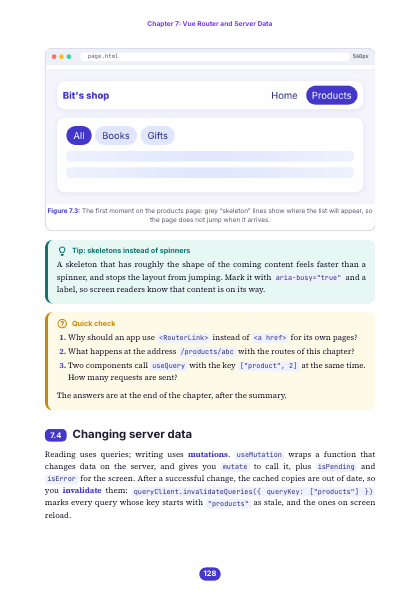 Chapter 7: Vue Router and Server Data
page.html
560px
Bit's shop
Home
Products
All
Books
Gifts
Figure 7.3: The first moment on the products page: grey "skeleton" lines show where the list will appear, so
the page does not jump when it arrives.
Tip: skeletons instead of spinners
A skeleton that has roughly the shape of the coming content feels faster than a
spinner, and stops the layout from jumping. Mark it with aria-busy="true" and a
label, so screen readers know that content is on its way.
Quick check
1. Why should an app use <RouterLink> instead of <a href> for its own pages?
2. What happens at the address /products/abc with the routes of this chapter?
3. Two components call useQuery with the key ["product", 2] at the same time.
How many requests are sent?
The answers are at the end of the chapter, after the summary.
7.4 Changing server data
Reading uses queries; writing uses mutations. useMutation wraps a function that
changes data on the server, and gives you mutate to call it, plus isPending and
isError for the screen. After a successful change, the cached copies are out of date, so
you invalidate them: queryClient.invalidateQueries({ queryKey: ["products"] })
marks every query whose key starts with "products" as stale, and the ones on screen
reload.
128